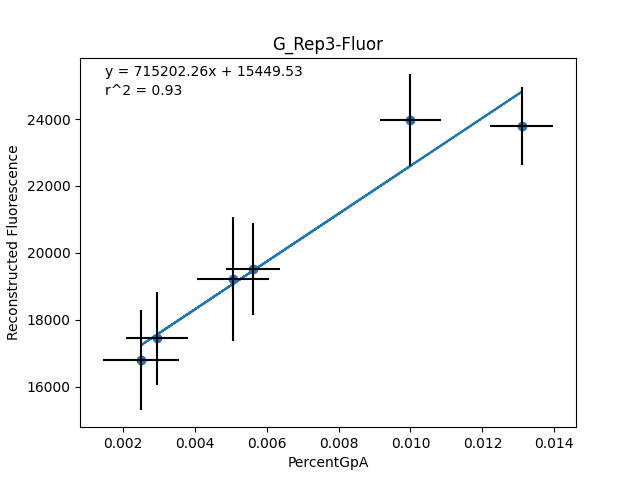 G_Rep3-Fluor
y = 715202.26x + 15449.53
r^2 = 0.93
Reconstructed Fluorescence
24000
22000
20000
18000
16000
0.002 0.004 0.006 0.008 0.010 0.012 0.014
PercentGpA